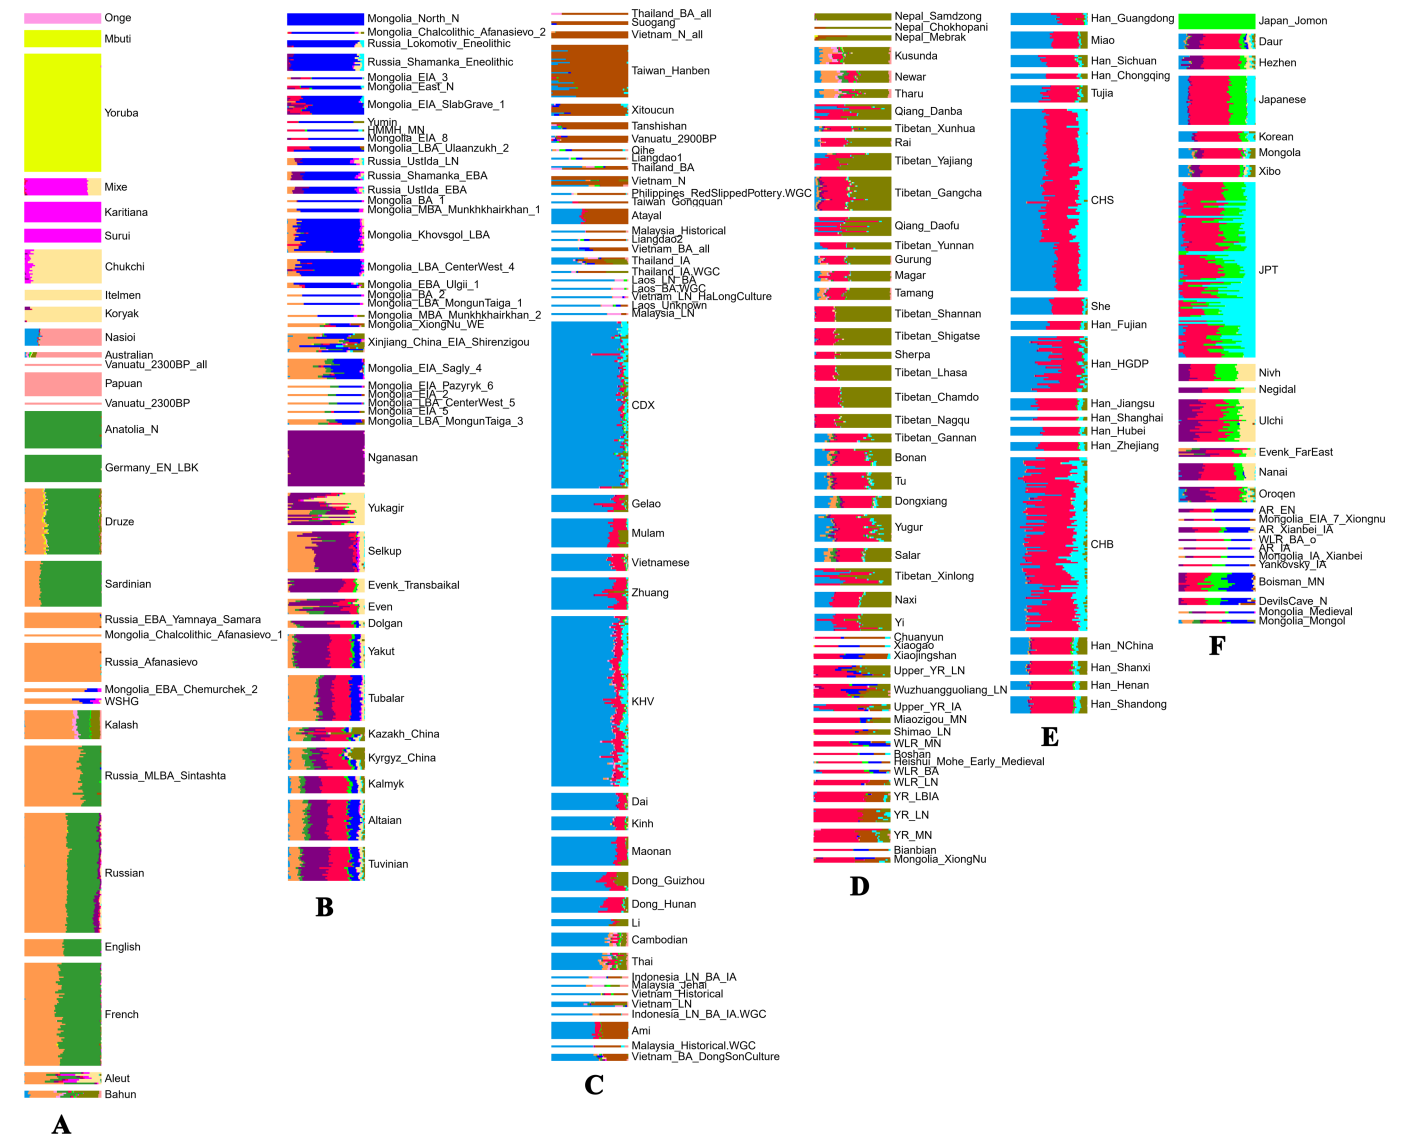 Onge
Mbuti
Yoruba
Mixe
Karitiana
Surui
Chukchi
Itelmen
Koryak
Nasioi
Australian
Vanuatu_2300BP_all
Papuan
Vanuatu_2300BP
Anatolia_N
Germany_EN_LBK
Druze
Sardinian
Russia_EBA_Yamnaya_Samara
Mongolia_Chalcolithic_Afanasievo_1
Russia_Afanasievo
Mongolia_EBA_Chemurchek_2
WSHG
Kalash
Russia_MLBA_Sintashta
Russian
English
French
Aleut
Bahun
A
Mongolia_North_N
Mongolia_Chalcolithic_Afanasievo_2
Russia_Lokomotiv_Eneolithic
Russia_Shamanka_Eneolithic
Mongolia_EIA_3
Mongolia_East_N
Mongolia_EIA_SlabGrave_1
Yumin
HMMH_MN
Mongolia_EIA_8
Mongolia_LBA_Ulaanzukh_2
Russia_UstIda_LN
Russia_Shamanka_EBA
Russia_UstIda_EBA
Mongolia_BA_1
Mongolia_MBA_Munkhkhairkhan_1
Mongolia_Khovsgol_LBA
Mongolia_LBA_CenterWest_4
Mongolia_EBA_Ulgii_1
Mongolia_BA_2
Mongolia_LBA_MongunTaiga_1
Mongolia_MBA_Munkhkhairkhan_2
Mongolia_XiongNu_WE
Xinjiang_China_EIA_Shirenzigou
Mongolia_EIA_Sagly_4
Mongolia_EIA_Pazyryk_6
Mongolia_EIA_2
Mongolia_LBA_CenterWest_5
Mongolia_EIA_5
Mongolia_LBA_MongunTaiga_3
Nganasan
Yukagir
Selkup
Evenk_Transbaikal
Even
Dolgan
Yakut
Tubalar
Kazakh_China
Kyrgyz_China
Kalmyk
Altaian
Tuvinian
B
Thailand_BA_all
Suogang
Vietnam_N_all
Taiwan_Hanben
Xitoucun
Tanshishan
Vanuatu_2900BP
Qihe
Liangdao1
Thailand_BA
Vietnam_N
Philippines_RedSlippedPottery.WGC
Taiwan_Gongguan
Atayal
Malaysia_Historical
Liangdao2
Vietnam_BA_all
Thailand_IA
Thailand_IA.WGC
Laos_LN_BA
Laos_BA.WGC
Vietnam_LN_HaLongCulture
Laos_Unknown
Malaysia_LN
CDX
Gelao
Mulam
Vietnamese
Zhuang
KHV
Dai
Kinh
Maonan
Dong_Guizhou
Dong_Hunan
Li
Cambodian
Thai
Indonesia_LN_BA_IA
Malaysia_Jehai
Vietnam_Historical
Vietnam_LN
Indonesia_LN_BA_IA.WGC
Ami
Malaysia_Historical.WGC
Vietnam_BA_DongSonCulture
C
Nepal_Samdzong
Nepal_Chokhopani
Nepal_Mebrak
Kusunda
Newar
Tharu
Qiang_Danba
Tibetan_Xunhua
Rai
Tibetan_Yajiang
Tibetan_Gangcha
Qiang_Daofu
Tibetan_Yunnan
Gurung
Magar
Tamang
Tibetan_Shannan
Tibetan_Shigatse
Sherpa
Tibetan_Lhasa
Tibetan_Chamdo
Tibetan_Nagqu
Tibetan_Gannan
Bonan
Tu
Dongxiang
Yugur
Salar
Tibetan_Xinlong
Naxi
Yi
Chuanyun
Xiaogao
Xiaojingshan
Upper_YR_LN
Wuzhuangguoliang_LN
Upper_YR_IA
Miaozigou_MN
Shimao_LN
WLR_MN
Boshan
Heishui_Mohe_Early_Medieval
WLR_BA
WLR_LN
YR_LBIA
YR_LN
YR_MN
Bianbian
Mongolia_XiongNu
D
Han_Guangdong
Miao
Han_Sichuan
Han_Chongqing
Tujia
CHS
She
Han_Fujian
Han_HGDP
Han_Jiangsu
Han_Shanghai
Han_Hubei
Han_Zhejiang
CHB
Han_NChina
Han_Shanxi
Han_Henan
Han_Shandong
E
Japan_Jomon
Daur
Hezhen
Japanese
Korean
Mongola
Xibo
JPT
Nivh
Negidal
Ulchi
Evenk_FarEast
Nanai
Oroqen
AR_EN
Mongolia_EIA_7_Xiongnu
AR_Xianbei_IA
WLR_BA_o
AR_IA
Mongolia_IA_Xianbei
Yankovsky_IA
Boisman_MN
DevilsCave_N
Mongolia_Medieval
Mongolia_Mongol
F